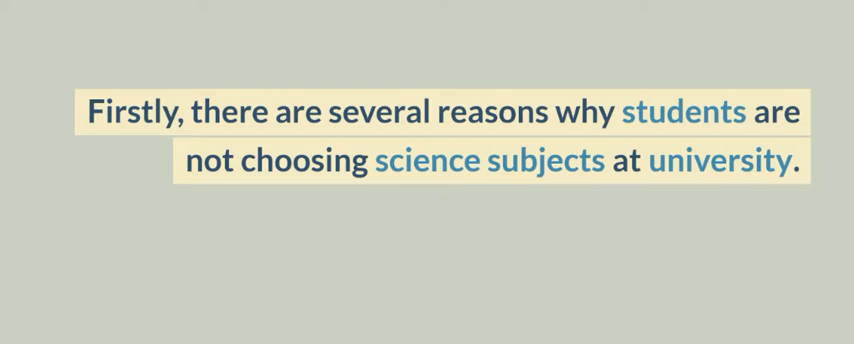 Firstly, there are several reasons why students are
not choosing science subjects at university.